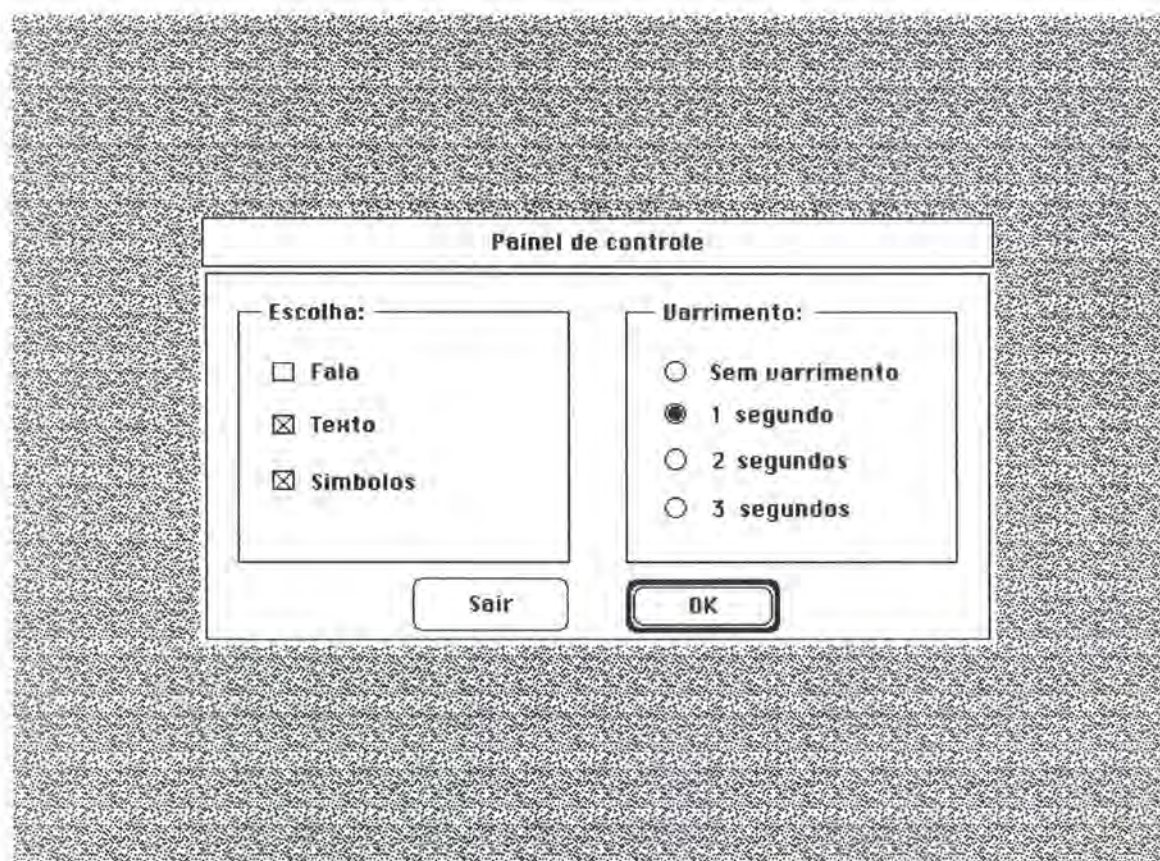 Painel de controle
Escolha:
Fala
Texto
Simbolos
Varrimento:
Sem varrimento
1 segundo
2 segundos
3 segundos
Sair
OK